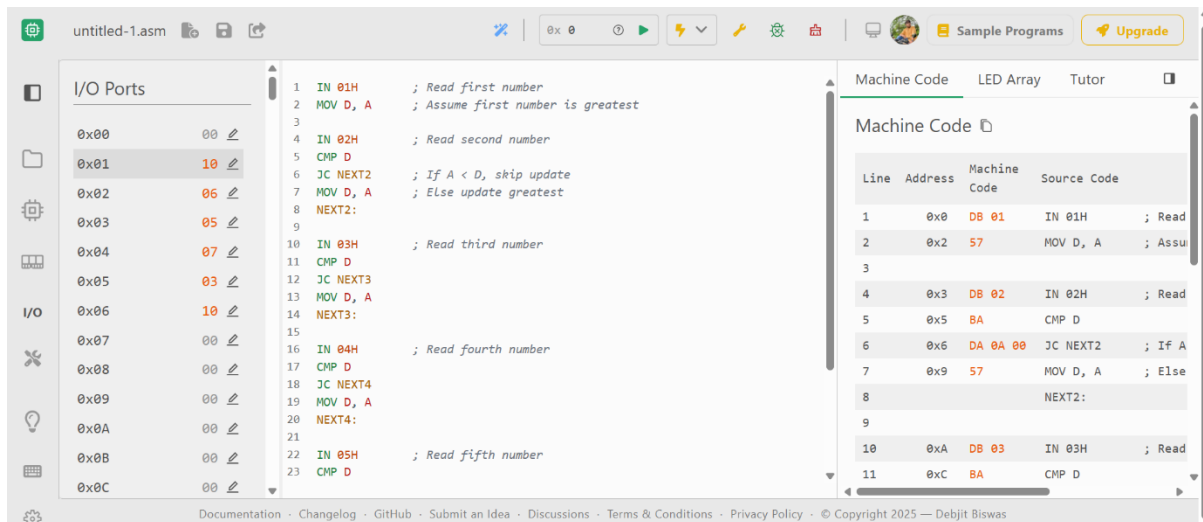 untitled-1.asm
0x 0
Sample Programs
Upgrade
I/O Ports
0x00 00
0x01 10
0x02 06
0x03 05
0x04 07
0x05 03
0x06 10
0x07 00
0x08 00
0x09 00
0x0A 00
0x0B 00
0x0C 00
I/O
1 IN 01H ; Read first number
2 MOV D, A ; Assume first number is greatest
3
4 IN 02H ; Read second number
5 CMP D
6 JC NEXT2 ; If A < D, skip update
7 MOV D, A ; Else update greatest
8 NEXT2:
9
10 IN 03H ; Read third number
11 CMP D
12 JC NEXT3
13 MOV D, A
14 NEXT3:
15
16 IN 04H ; Read fourth number
17 CMP D
18 JC NEXT4
19 MOV D, A
20 NEXT4:
21
22 IN 05H ; Read fifth number
23 CMP D
Machine Code LED Array Tutor
Machine Code
Line Address Machine Code Source Code
1 0x0 DB 01 IN 01H ; Read
2 0x2 57 MOV D, A ; Assu
3
4 0x3 DB 02 IN 02H ; Read
5 0x5 BA CMP D
6 0x6 DA 0A 00 JC NEXT2 ; If A
7 0x9 57 MOV D, A ; Else
8 NEXT2:
9
10 0xA DB 03 IN 03H ; Read
11 0xC BA CMP D
Documentation · Changelog · GitHub · Submit an Idea · Discussions · Terms & Conditions · Privacy Policy · © Copyright 2025 — Debjit Biswas